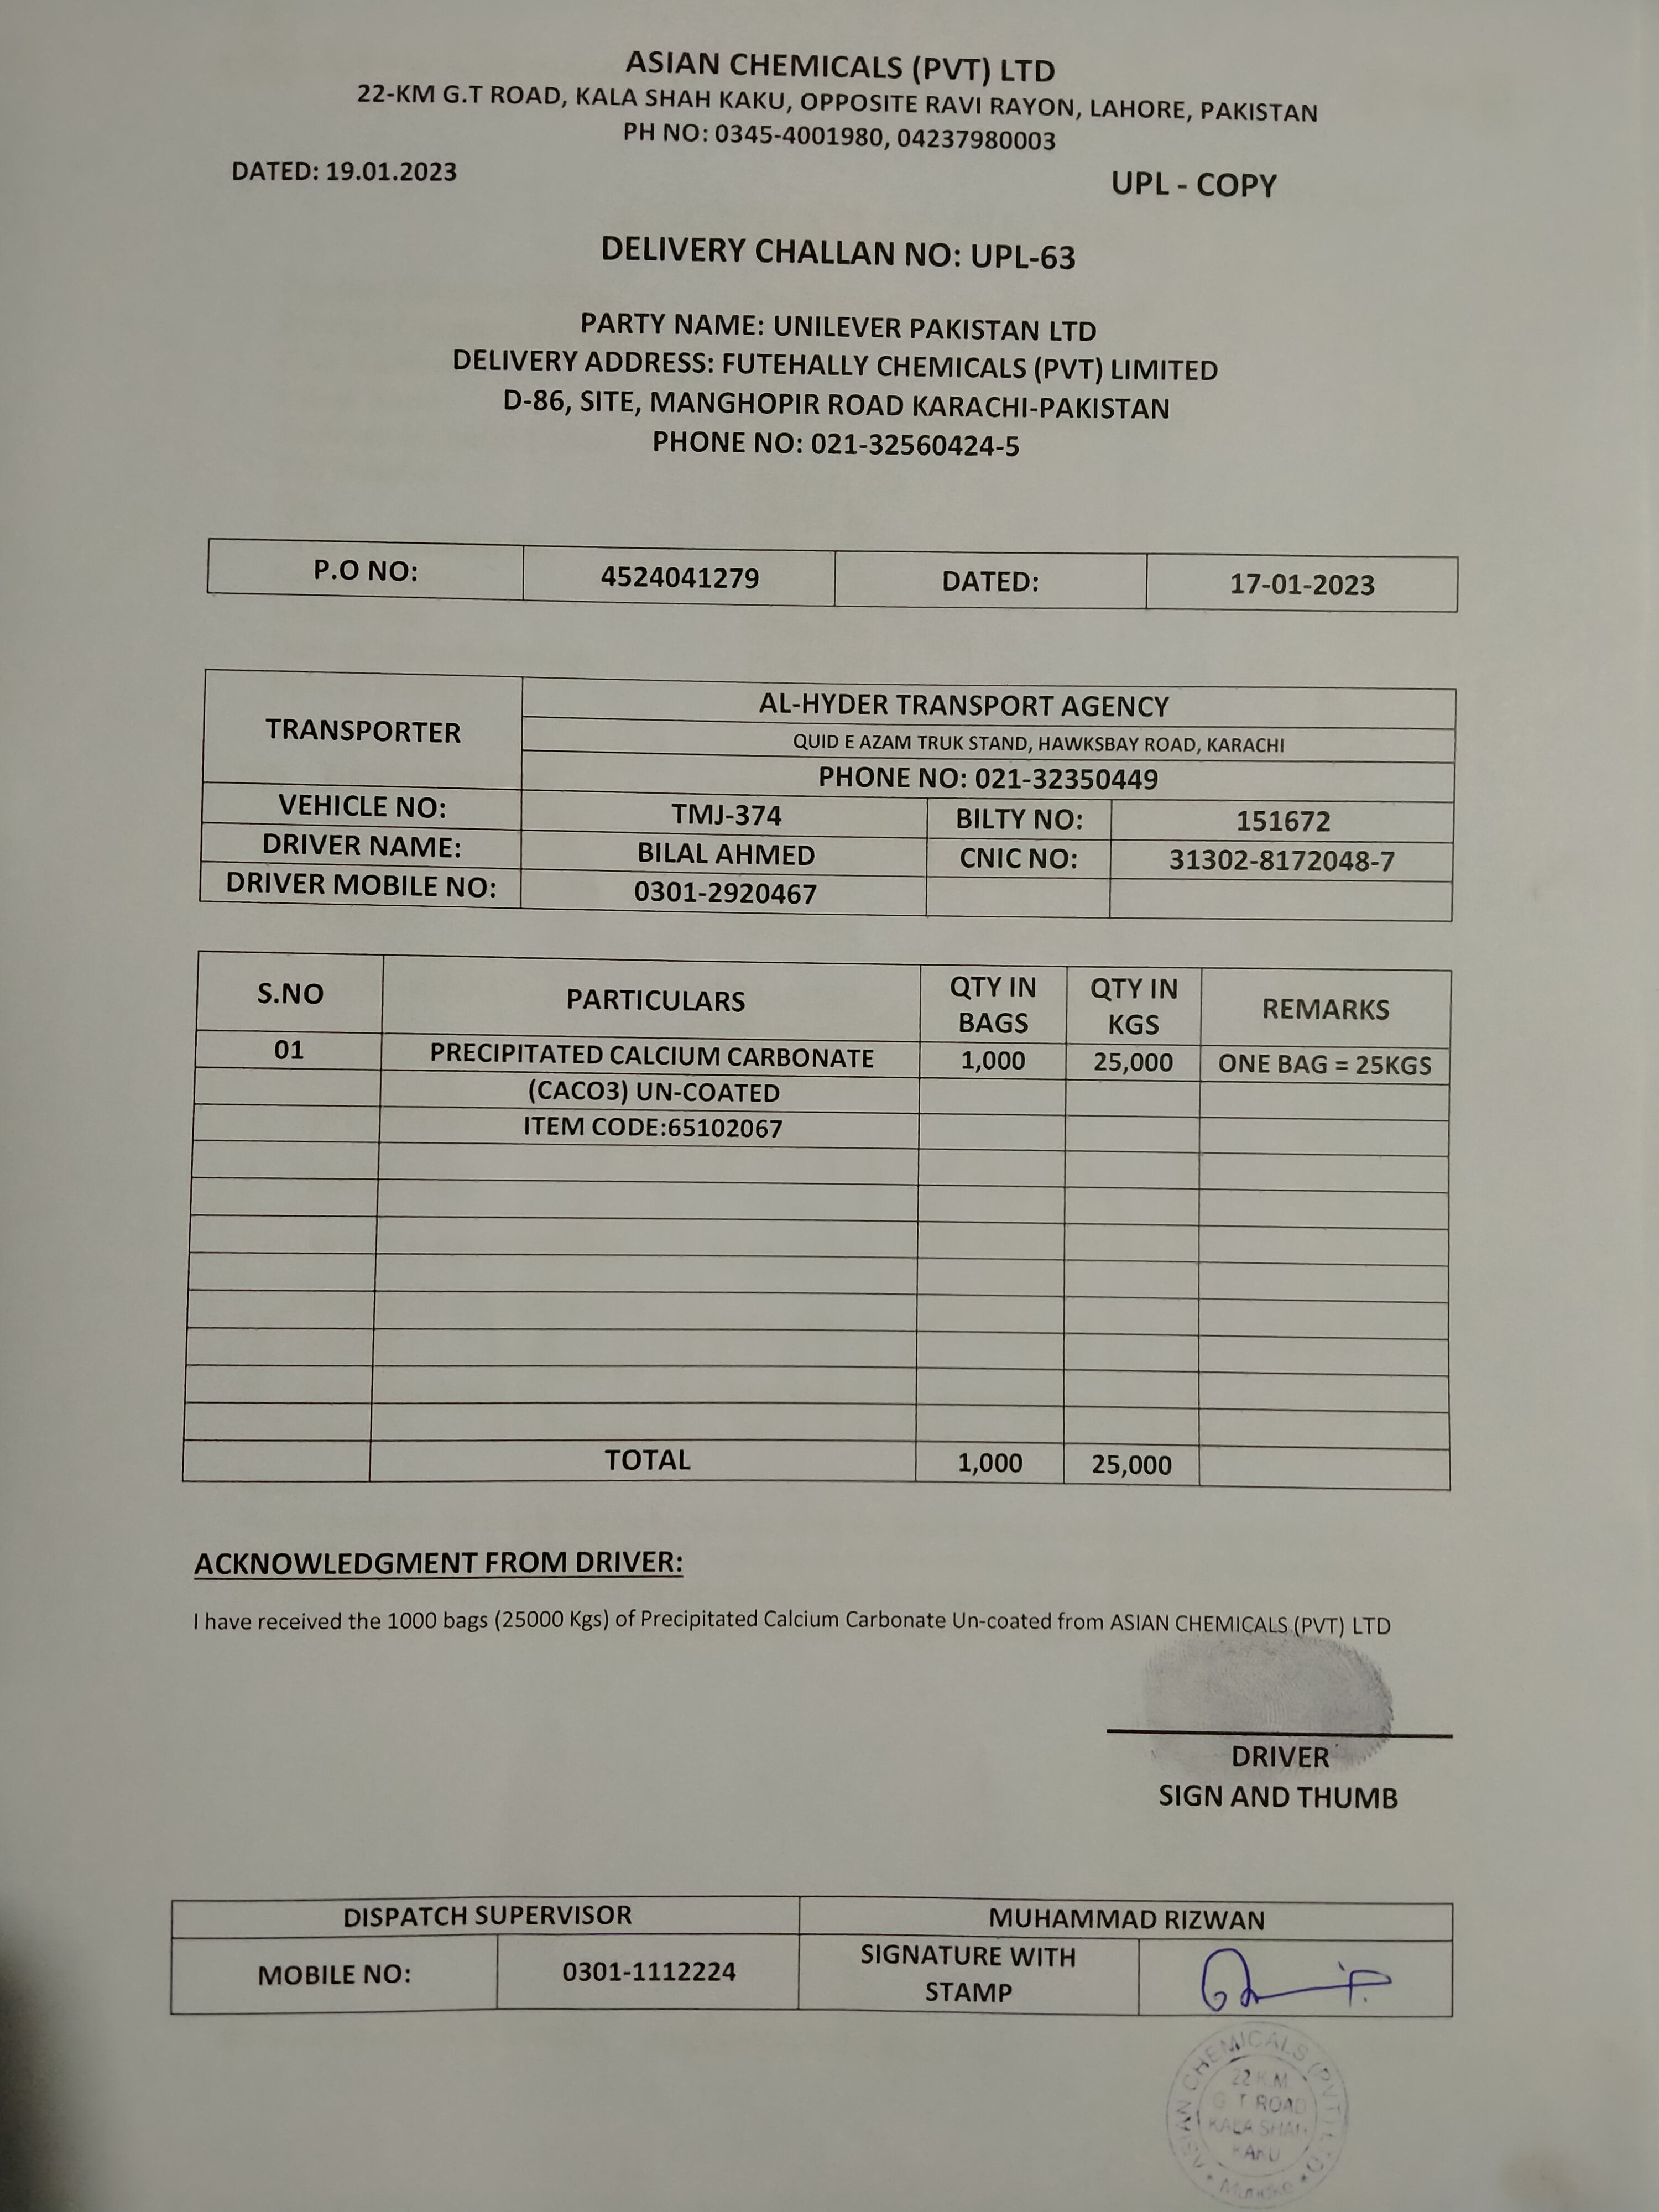 ASIAN CHEMICALS (PVT) LTD
22-KM G.T ROAD, KALA SHAH KAKU, OPPOSITE RAVI RAYON, LAHORE, PAKISTAN
PH NO: 0345-4001980, 04237980003
DATED: 19.01.2023 UPL - COPY
DELIVERY CHALLAN NO: UPL-63
PARTY NAME: UNILEVER PAKISTAN LTD
DELIVERY ADDRESS: FUTEHALLY CHEMICALS (PVT) LIMITED
D-86, SITE, MANGHOPIR ROAD KARACHI-PAKISTAN
PHONE NO: 021-32560424-5
P.O NO: 4524041279 DATED: 17-01-2023
TRANSPORTER
AL-HYDER TRANSPORT AGENCY
QUID E AZAM TRUK STAND, HAWKSBAY ROAD, KARACHI
PHONE NO: 021-32350449
VEHICLE NO: TMJ-374 BILTY NO: 151672
DRIVER NAME: BILAL AHMED CNIC NO: 31302-8172048-7
DRIVER MOBILE NO: 0301-2920467
S.NO PARTICULARS QTY IN BAGS QTY IN KGS REMARKS
01 PRECIPITATED CALCIUM CARBONATE 1,000 25,000 ONE BAG = 25KGS
(CACO3) UN-COATED
ITEM CODE:65102067
TOTAL 1,000 25,000
ACKNOWLEDGMENT FROM DRIVER:
I have received the 1000 bags (25000 Kgs) of Precipitated Calcium Carbonate Un-coated from ASIAN CHEMICALS (PVT) LTD
DRIVER
SIGN AND THUMB
DISPATCH SUPERVISOR MUHAMMAD RIZWAN
MOBILE NO: 0301-1112224 SIGNATURE WITH STAMP
ASIAN CHEMICALS (PVT) LTD
22 K.M
G T ROAD
KALA SHAH
KAKU